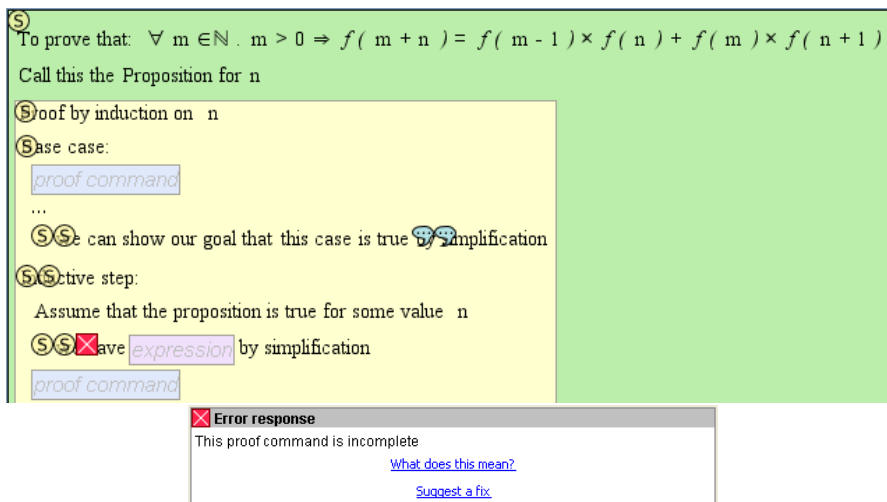 To prove that: ∀ m ∈ℕ . m > 0 ⇒ f( m + n ) = f( m - 1 ) × f( n ) + f( m ) × f( n + 1 )
Call this the Proposition for n
Proof by induction on n
Base case:
proof command
...
can show our goal that this case is true by simplification
Inductive step:
Assume that the proposition is true for some value n
have expression by simplification
proof command
Error response
This proof command is incomplete
What does this mean?
Suggest a fix